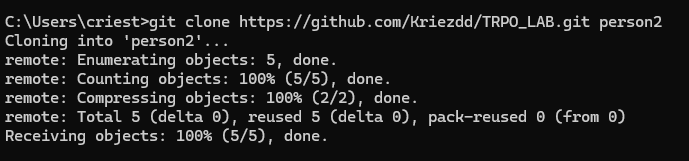 C:\Users\criest>git clone https://github.com/Kriezdd/TRPO_LAB.git person2
Cloning into 'person2'...
remote: Enumerating objects: 5, done.
remote: Counting objects: 100% (5/5), done.
remote: Compressing objects: 100% (2/2), done.
remote: Total 5 (delta 0), reused 5 (delta 0), pack-reused 0 (from 0)
Receiving objects: 100% (5/5), done.